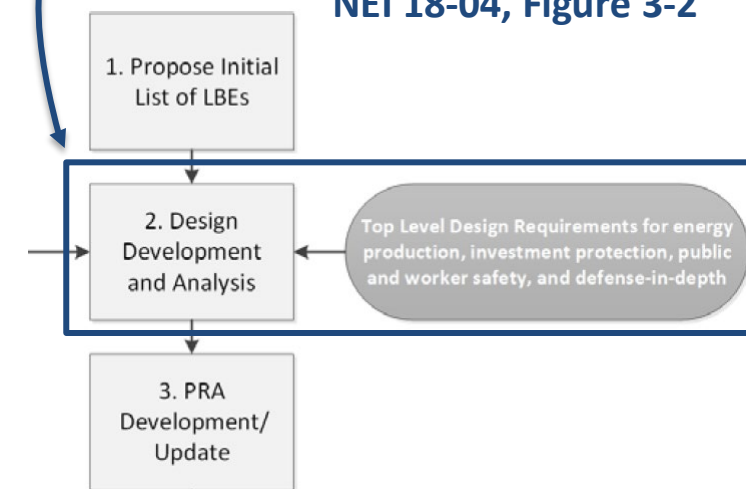 NEI 18-04, Figure 3-2
1. Propose Initial
List of LBEs
2. Design
Development
and Analysis
Top Level Design Requirements for energy
production, investment protection, public
and worker safety, and defense-in-depth
3. PRA
Development/
Update